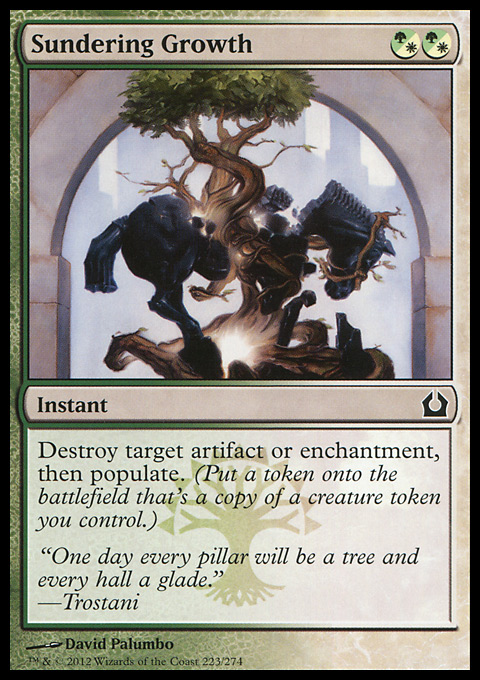 Sundering Growth
Instant
Destroy target artifact or enchantment,
then populate. (Put a token onto the
battlefield that's a copy of a creature token
you control.)
“One day every pillar will be a tree and
every hall a glade.”
—Trostani
David Palumbo
™ & © 2012 Wizards of the Coast 223/274